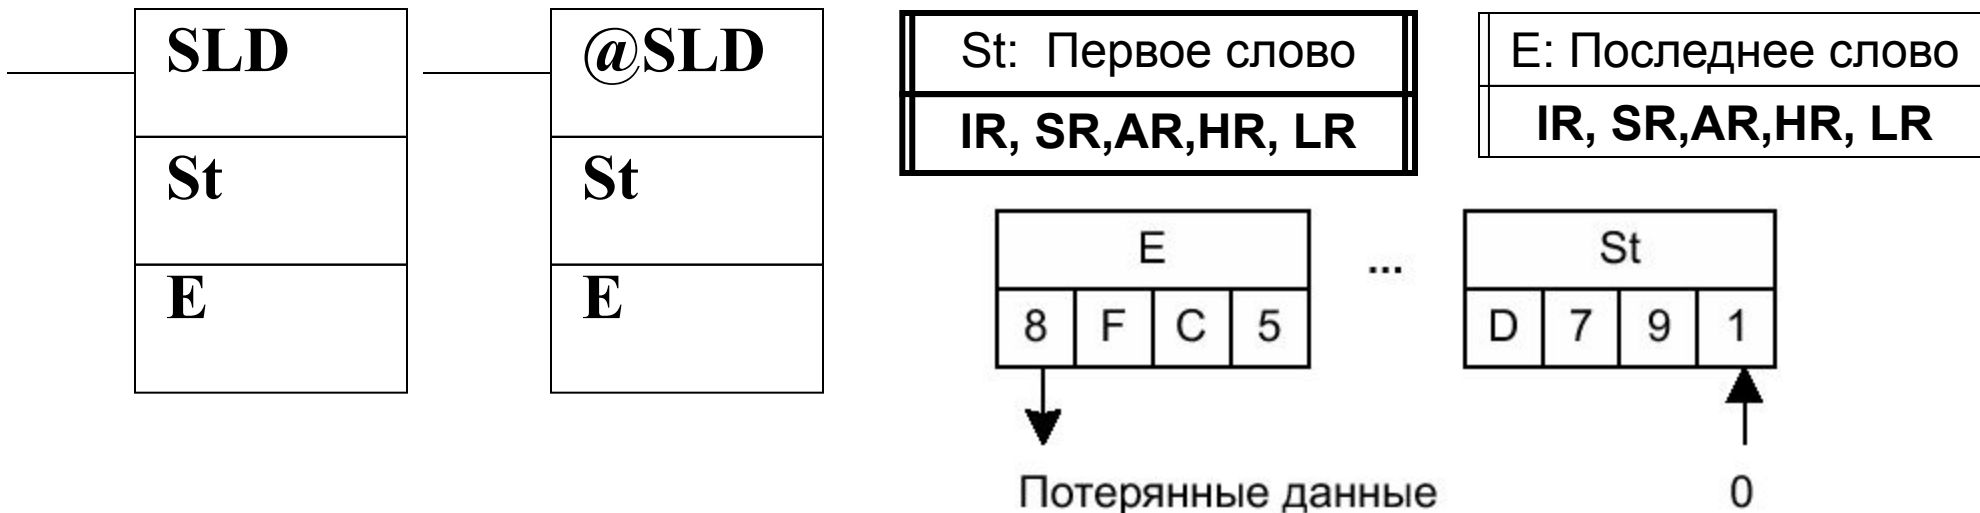 SLD
St
E
@SLD
St
E
St: Первое слово
IR, SR,AR,HR, LR
E: Последнее слово
IR, SR,AR,HR, LR
E ... St
8 F C 5 D 7 9 1
Потерянные данные 0